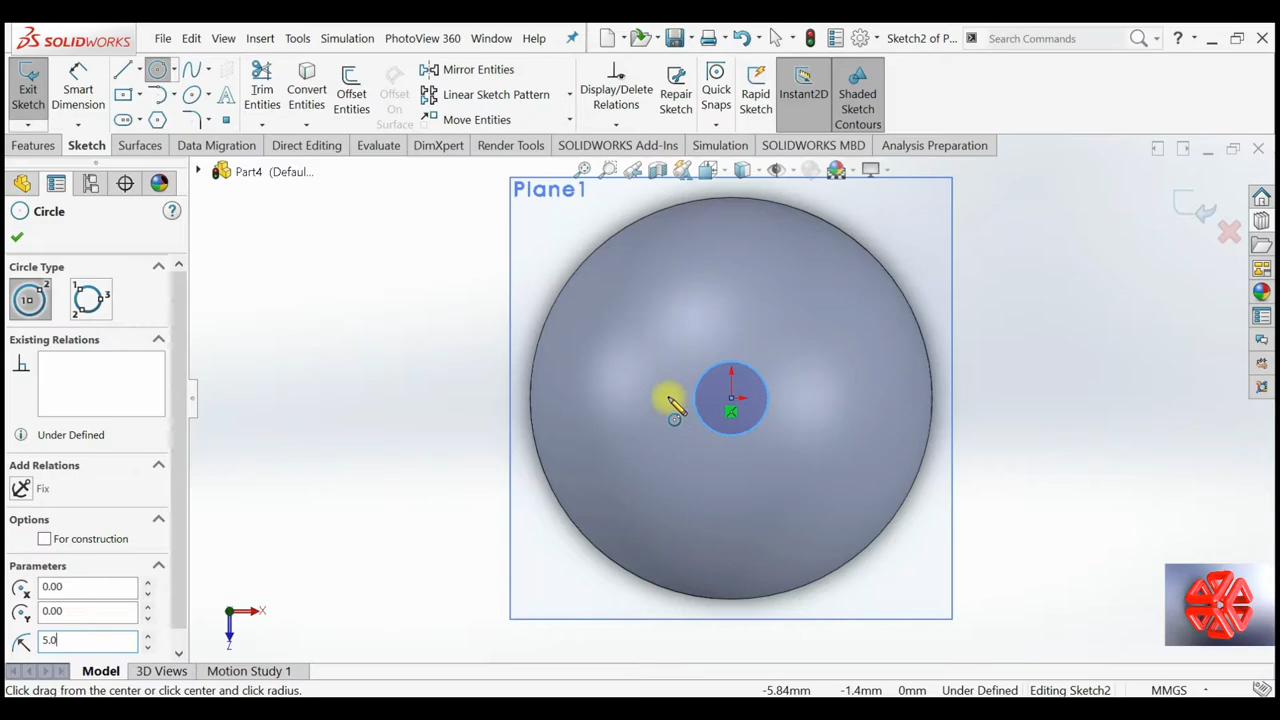 SOLIDWORKS File Edit View Insert Tools Simulation PhotoView 360 Window Help Sketch2 of P... Search Commands ?
Exit Sketch
Smart Dimension
Trim Entities
Convert Entities
Offset Entities
Offset On Surface
Mirror Entities
Linear Sketch Pattern
Move Entities
Display/Delete Relations
Repair Sketch
Quick Snaps
Rapid Sketch
Instant2D
Shaded Sketch Contours
Features Sketch Surfaces Data Migration Direct Editing Evaluate DimXpert Render Tools SOLIDWORKS Add-Ins Simulation SOLIDWORKS MBD Analysis Preparation
Part4 (Defaul...
Plane1
Circle ?
Circle Type
Existing Relations
Under Defined
Add Relations
Fix
Options
For construction
Parameters
0.00
0.00
5.0
X
Z
Model 3D Views Motion Study 1
Click drag from the center or click center and click radius. -5.84mm -1.4mm 0mm Under Defined Editing Sketch2 MMGS